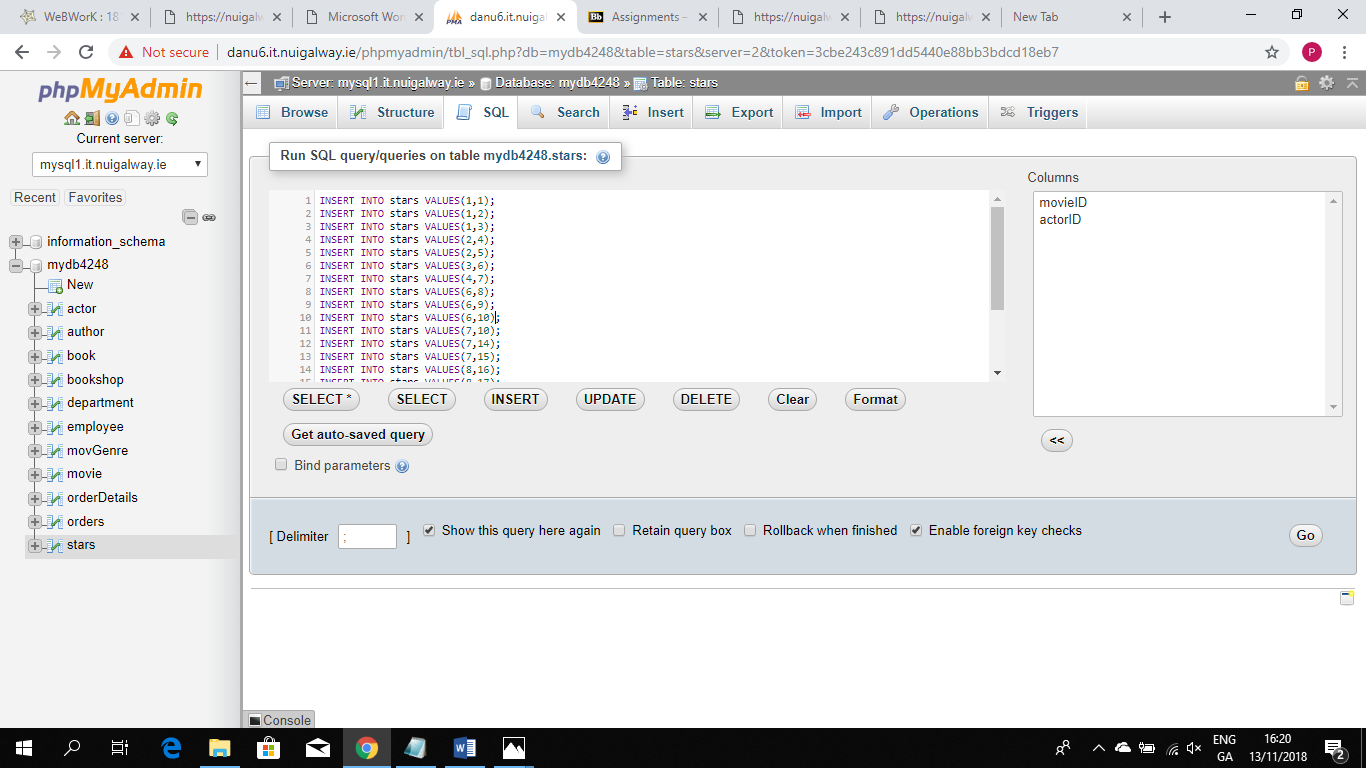 WeBWorK : 18
https://nuigalw
Microsoft Wor
danu6.it.nuigal
Bb Assignments –
https://nuigalw
https://nuigalw
New Tab
Not secure danu6.it.nuigalway.ie/phpmyadmin/tbl_sql.php?db=mydb4248&table=stars&server=2&token=3cbe243c891dd5440e88bb3bdcd18eb7
P
phpMyAdmin
Current server:
mysql1.it.nuigalway.ie
Recent Favorites
information_schema
mydb4248
New
actor
author
book
bookshop
department
employee
movGenre
movie
orderDetails
orders
stars
Server: mysql1.it.nuigalway.ie » Database: mydb4248 » Table: stars
Browse Structure SQL Search Insert Export Import Operations Triggers
Run SQL query/queries on table mydb4248.stars:
1 INSERT INTO stars VALUES(1,1);
2 INSERT INTO stars VALUES(1,2);
3 INSERT INTO stars VALUES(1,3);
4 INSERT INTO stars VALUES(2,4);
5 INSERT INTO stars VALUES(2,5);
6 INSERT INTO stars VALUES(3,6);
7 INSERT INTO stars VALUES(4,7);
8 INSERT INTO stars VALUES(6,8);
9 INSERT INTO stars VALUES(6,9);
10 INSERT INTO stars VALUES(6,10);
11 INSERT INTO stars VALUES(7,10);
12 INSERT INTO stars VALUES(7,14);
13 INSERT INTO stars VALUES(7,15);
14 INSERT INTO stars VALUES(8,16);
15 INSERT INTO stars VALUES(8,17);
Columns
movieID
actorID
<<
SELECT * SELECT INSERT UPDATE DELETE Clear Format
Get auto-saved query
Bind parameters
[ Delimiter ; ] Show this query here again Retain query box Rollback when finished Enable foreign key checks Go
Console
ENG 16:20
GA 13/11/2018
2